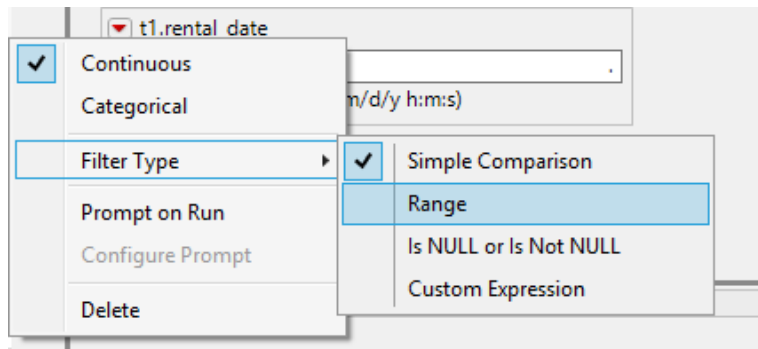 t1.rental_date
Continuous
.
Categorical
m/d/y h:m:s)
Filter Type
Simple Comparison
Prompt on Run
Range
Configure Prompt
Is NULL or Is Not NULL
Custom Expression
Delete